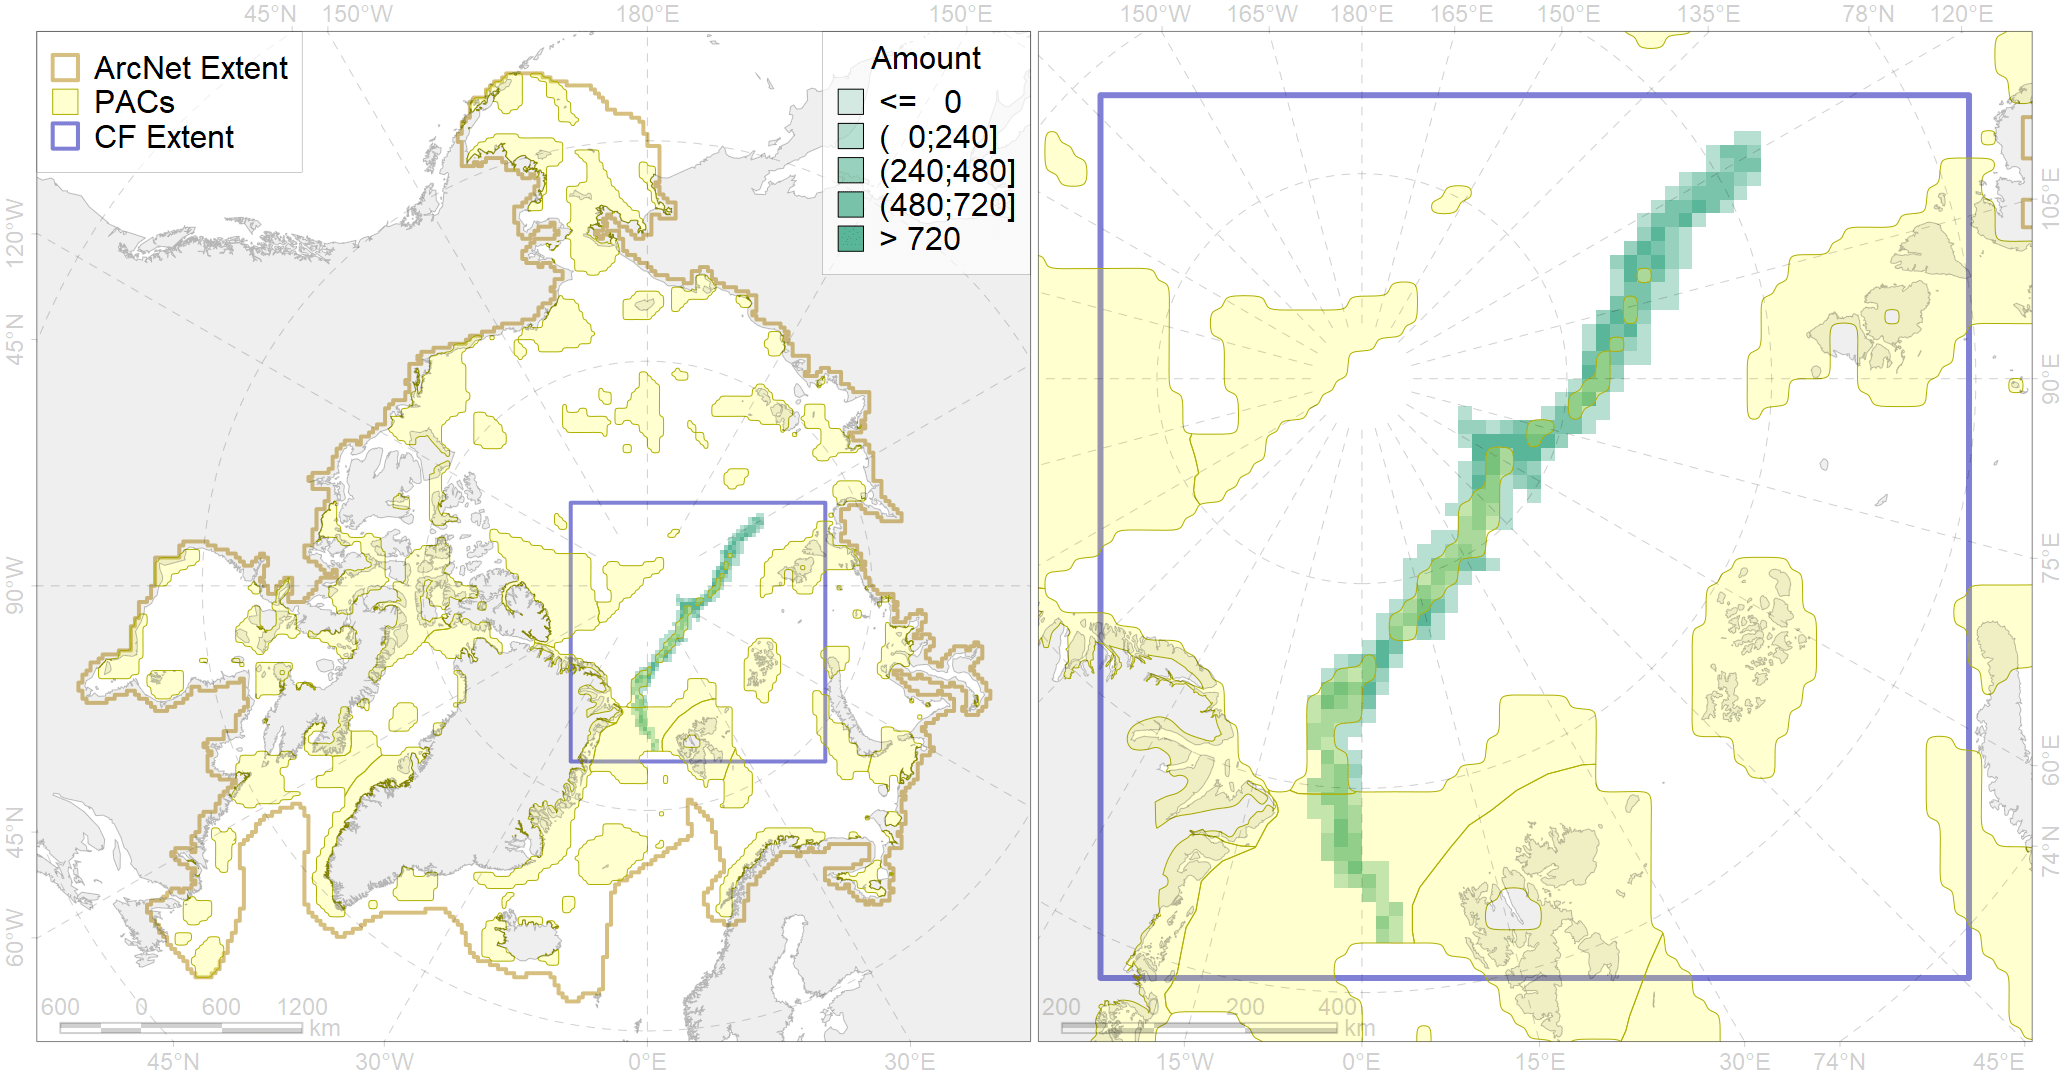 45°N 150°W 180°E 150°E 150°W 165°W 180°E 165°E 150°E 135°E 78°N 120°E
ArcNet Extent
PACs
CF Extent
Amount
<= 0
( 0;240]
(240;480]
(480;720]
> 720
120°W
45°N
90°W
45°N
60°W
105°E
90°E
75°E
60°E
74°N
600 0 600 1200
km
200 0 200 400
km
45°N 30°W 0°E 30°E 15°W 0°E 15°E 30°E 74°N 45°E